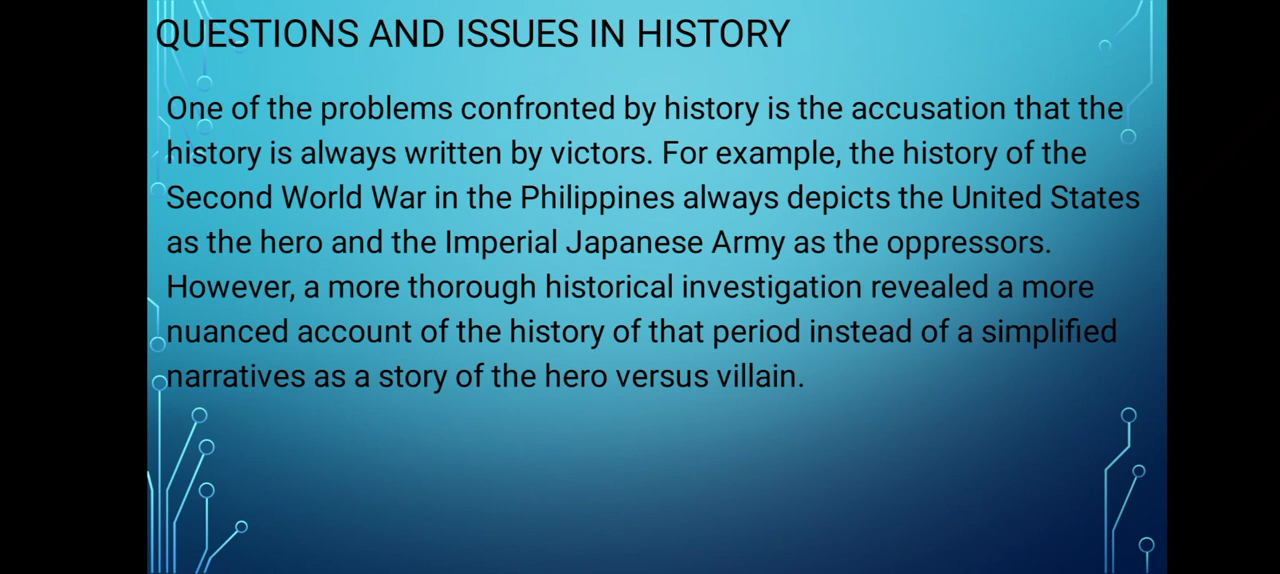 QUESTIONS AND ISSUES IN HISTORY
One of the problems confronted by history is the accusation that the
history is always written by victors. For example, the history of the
Second World War in the Philippines always depicts the United States
as the hero and the Imperial Japanese Army as the oppressors.
However, a more thorough historical investigation revealed a more
nuanced account of the history of that period instead of a simplified
narratives as a story of the hero versus villain.